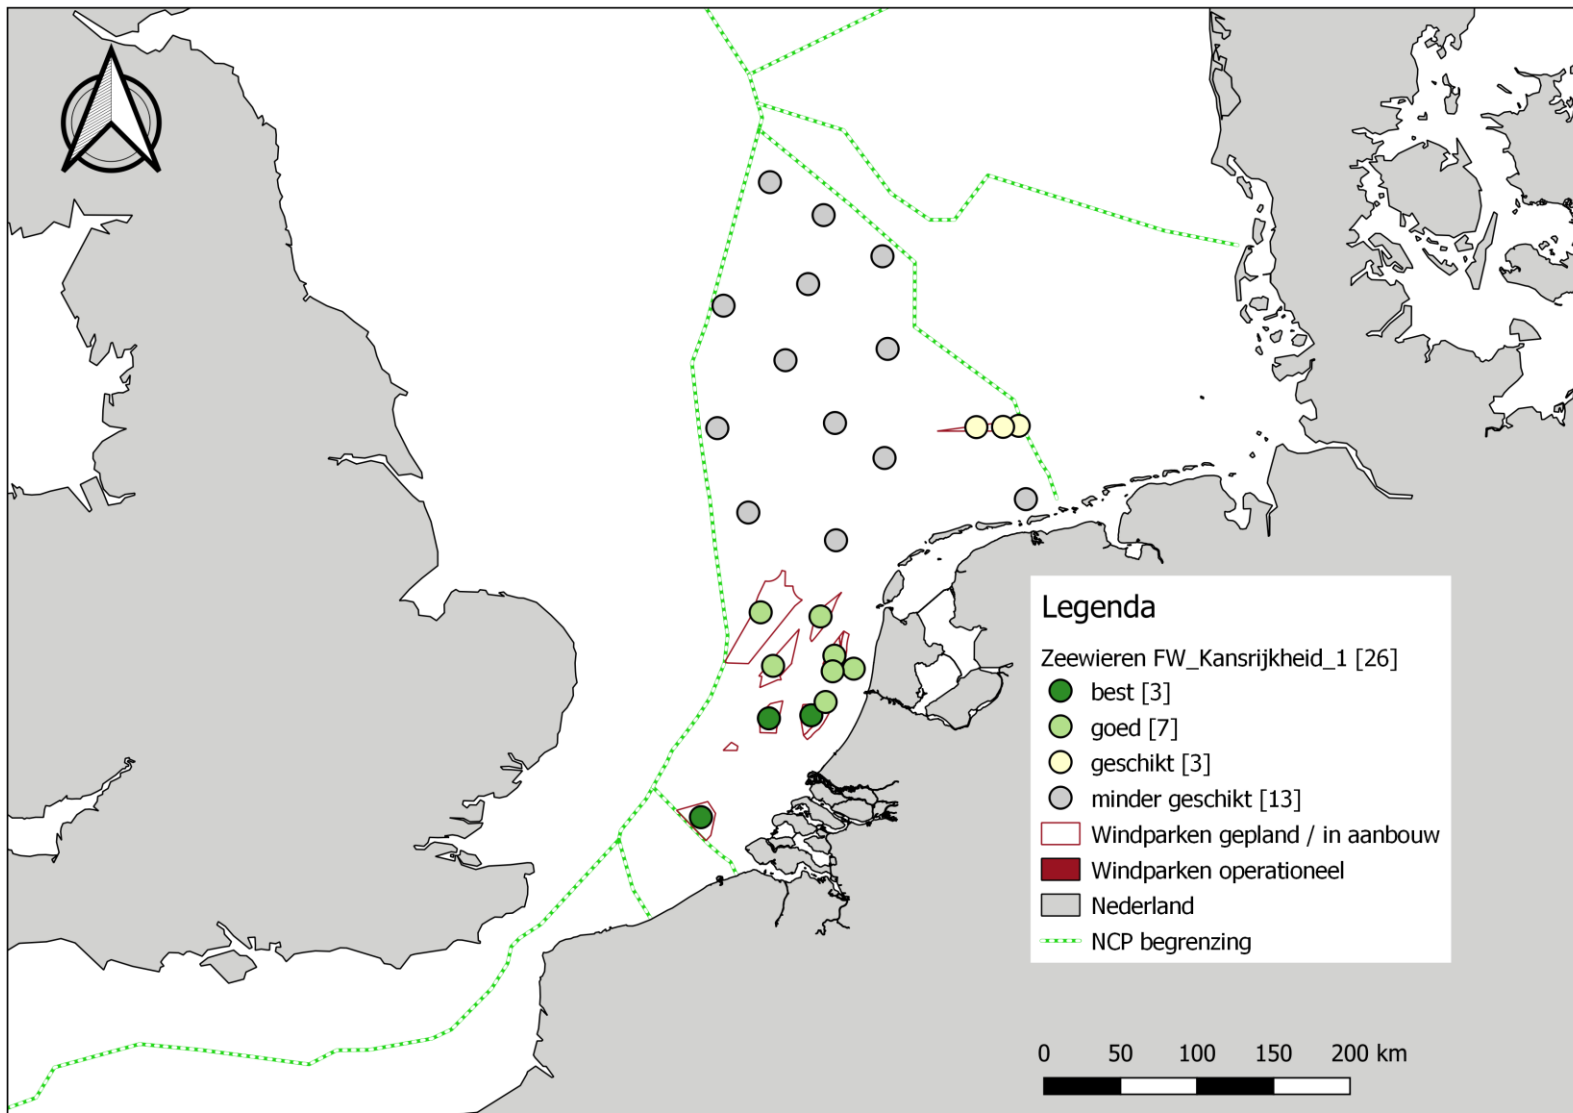 Legenda
Zeewieren FW_Kansrijkheid_1 [26]
best [3]
goed [7]
geschikt [3]
minder geschikt [13]
Windparken gepland / in aanbouw
Windparken operationeel
Nederland
NCP begrenzing
0 50 100 150 200 km